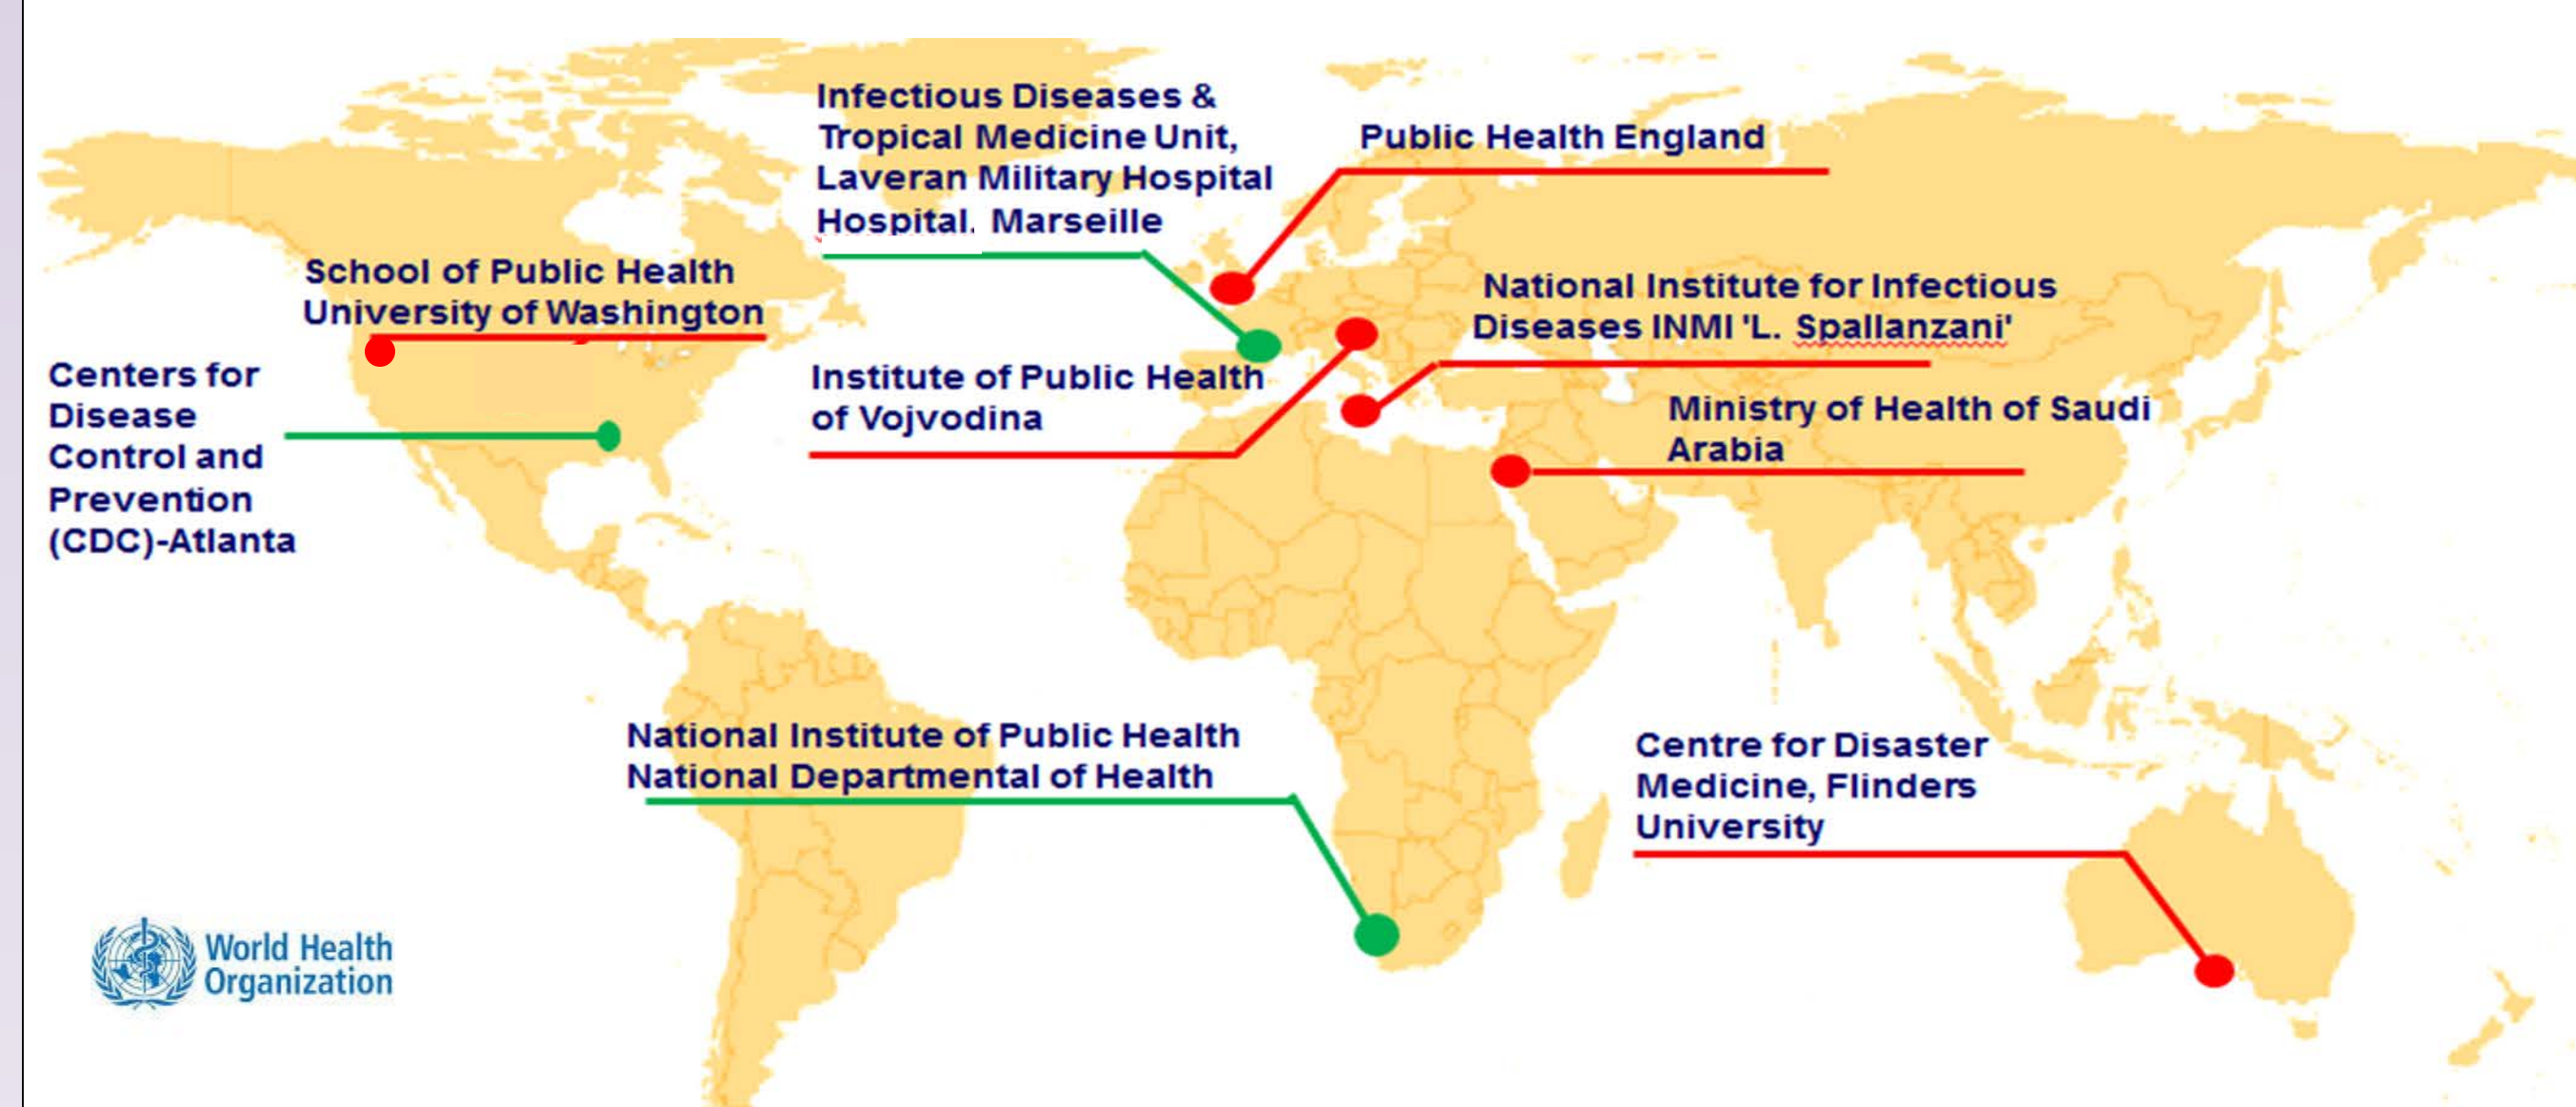 Infectious Diseases &
Tropical Medicine Unit,
Laveran Military Hospital
Hospital. Marseille
Public Health England
School of Public Health
University of Washington
National Institute for Infectious
Diseases INMI 'L. Spallanzani'
Centers for
Disease
Control and
Prevention
(CDC)-Atlanta
Institute of Public Health
of Vojvodina
Ministry of Health of Saudi
Arabia
National Institute of Public Health
National Departmental of Health
Centre for Disaster
Medicine, Flinders
University
World Health
Organization